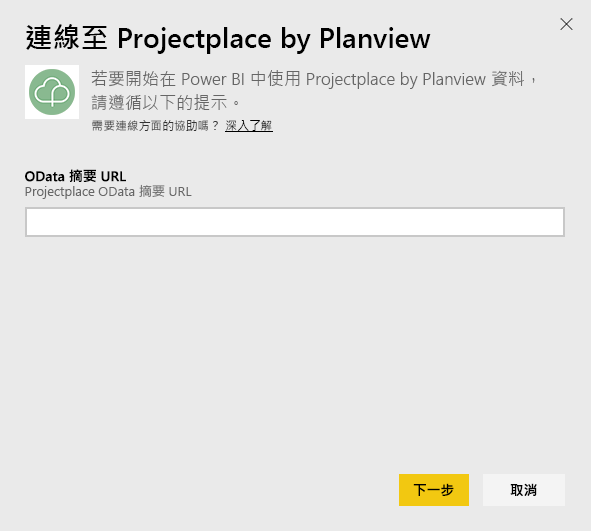 連線至 Projectplace by Planview
若要開始在 Power BI 中使用 Projectplace by Planview 資料，
請遵循以下的提示。
需要連線方面的協助嗎？ 深入了解
OData 摘要 URL
Projectplace OData 摘要 URL
下一步 取消